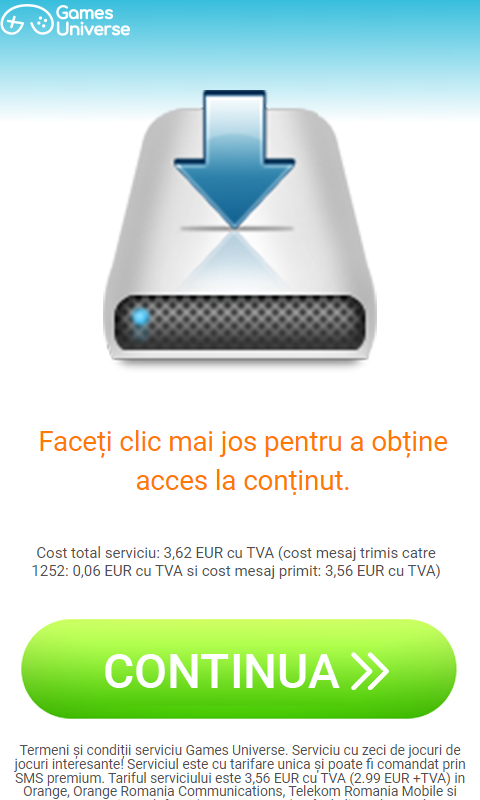 Games
Universe
Faceți clic mai jos pentru a obține
acces la conținut.
Cost total serviciu: 3,62 EUR cu TVA (cost mesaj trimis catre
1252: 0,06 EUR cu TVA si cost mesaj primit: 3,56 EUR cu TVA)
CONTINUA
Termeni și condiții serviciu Games Universe. Serviciu cu zeci de jocuri de
jocuri interesante! Serviciul este cu tarifare unica și poate fi comandat prin
SMS premium. Tariful serviciului este 3,56 EUR cu TVA (2.99 EUR +TVA) in
Orange, Orange Romania Communications, Telekom Romania Mobile si